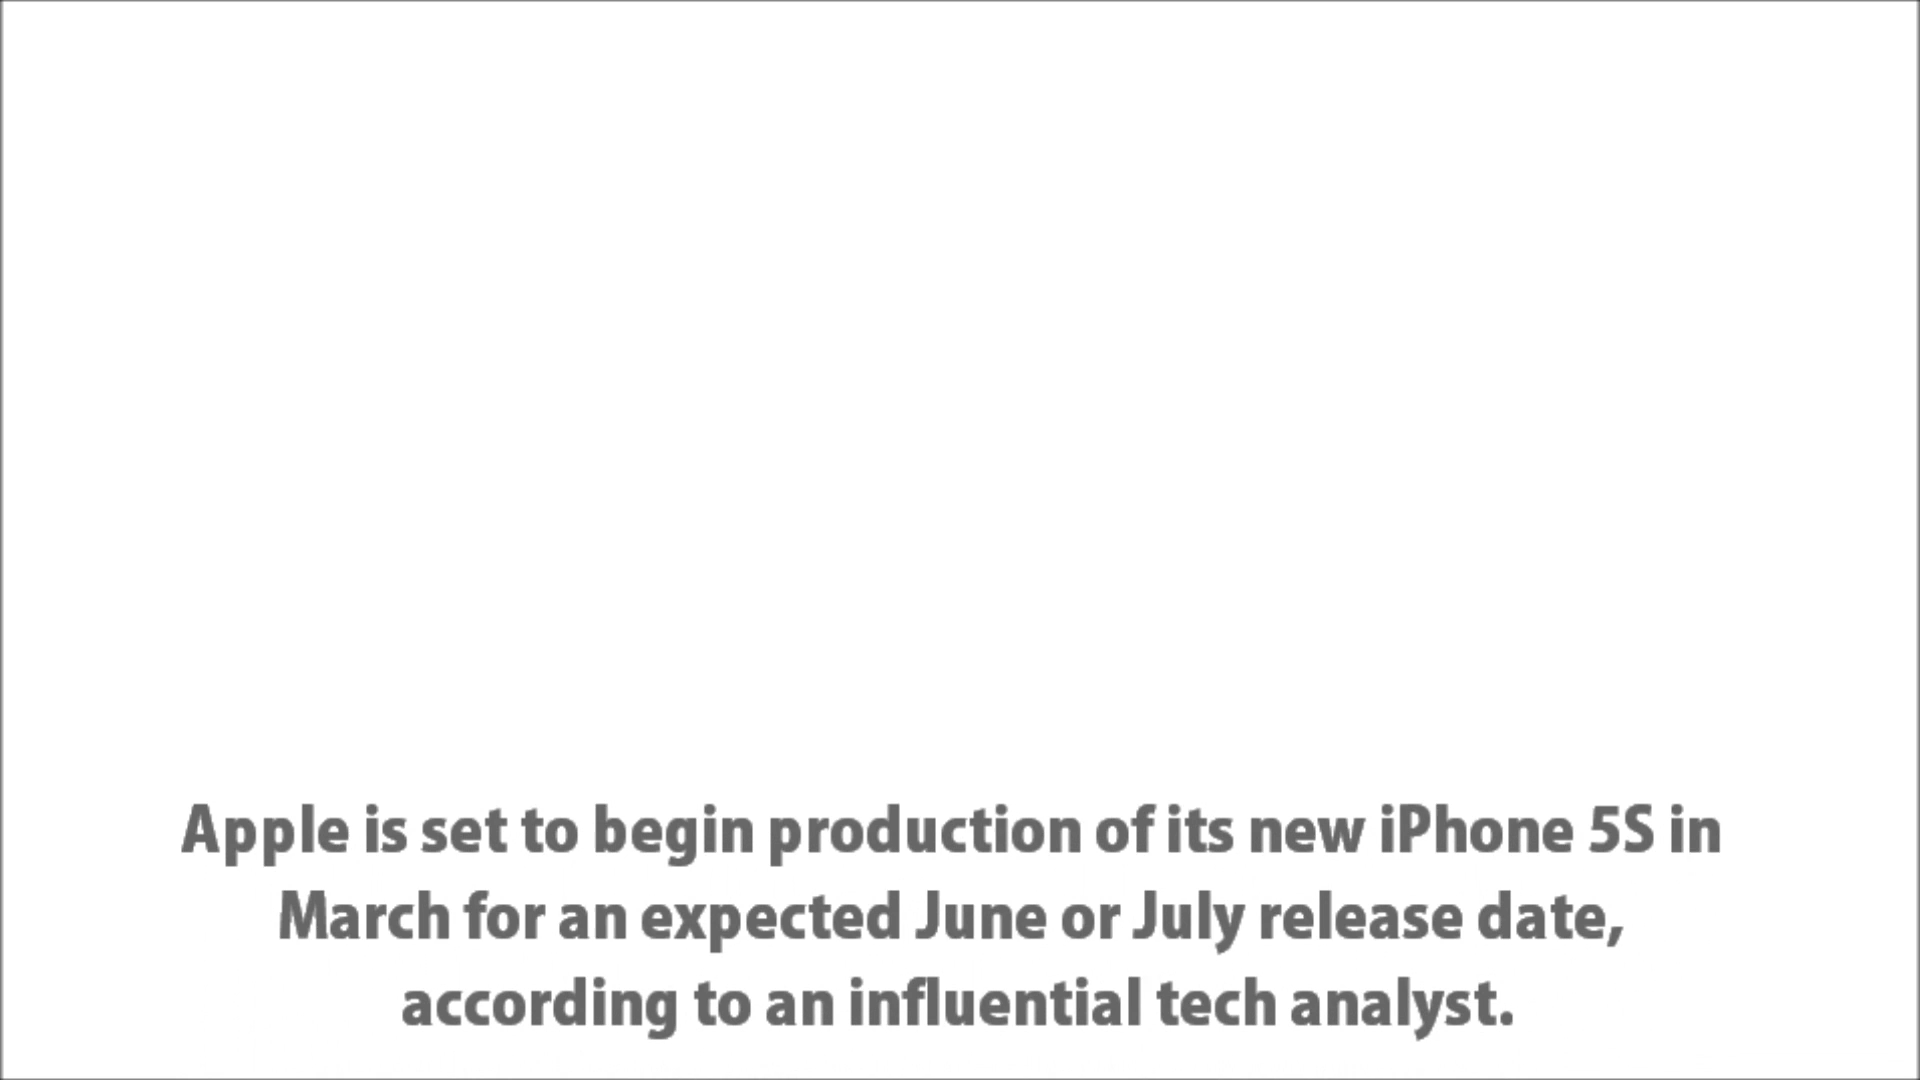 Apple is set to begin production of its new iPhone 5S in
March for an expected June or July release date,
according to an influential tech analyst.